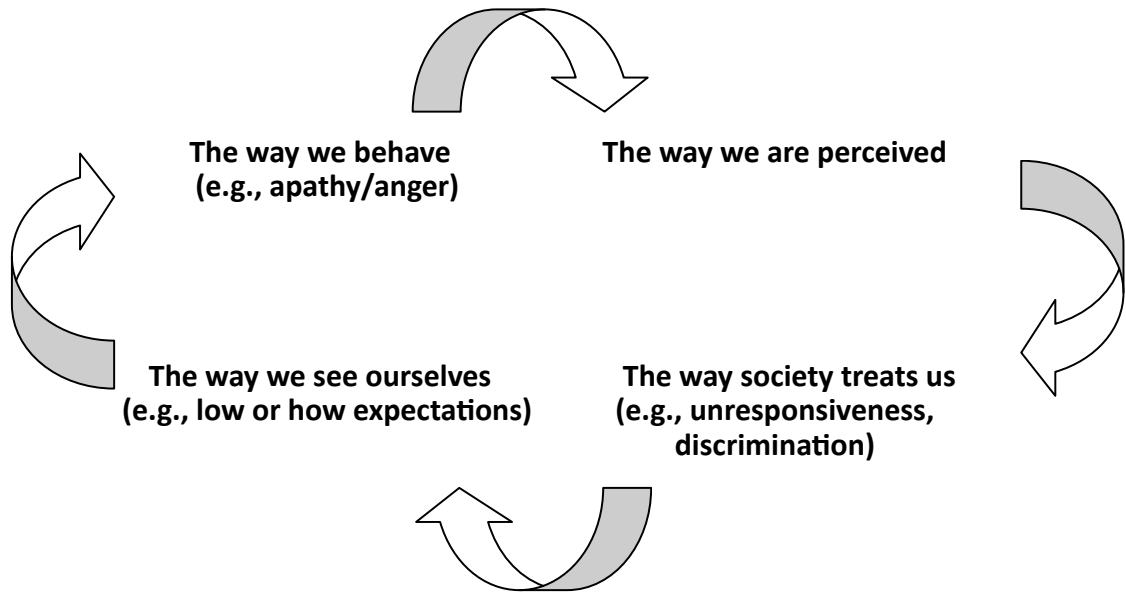 The way we behave
(e.g., apathy/anger)
The way we are perceived
The way we see ourselves
(e.g., low or how expectations)
The way society treats us
(e.g., unresponsiveness,
discrimination)